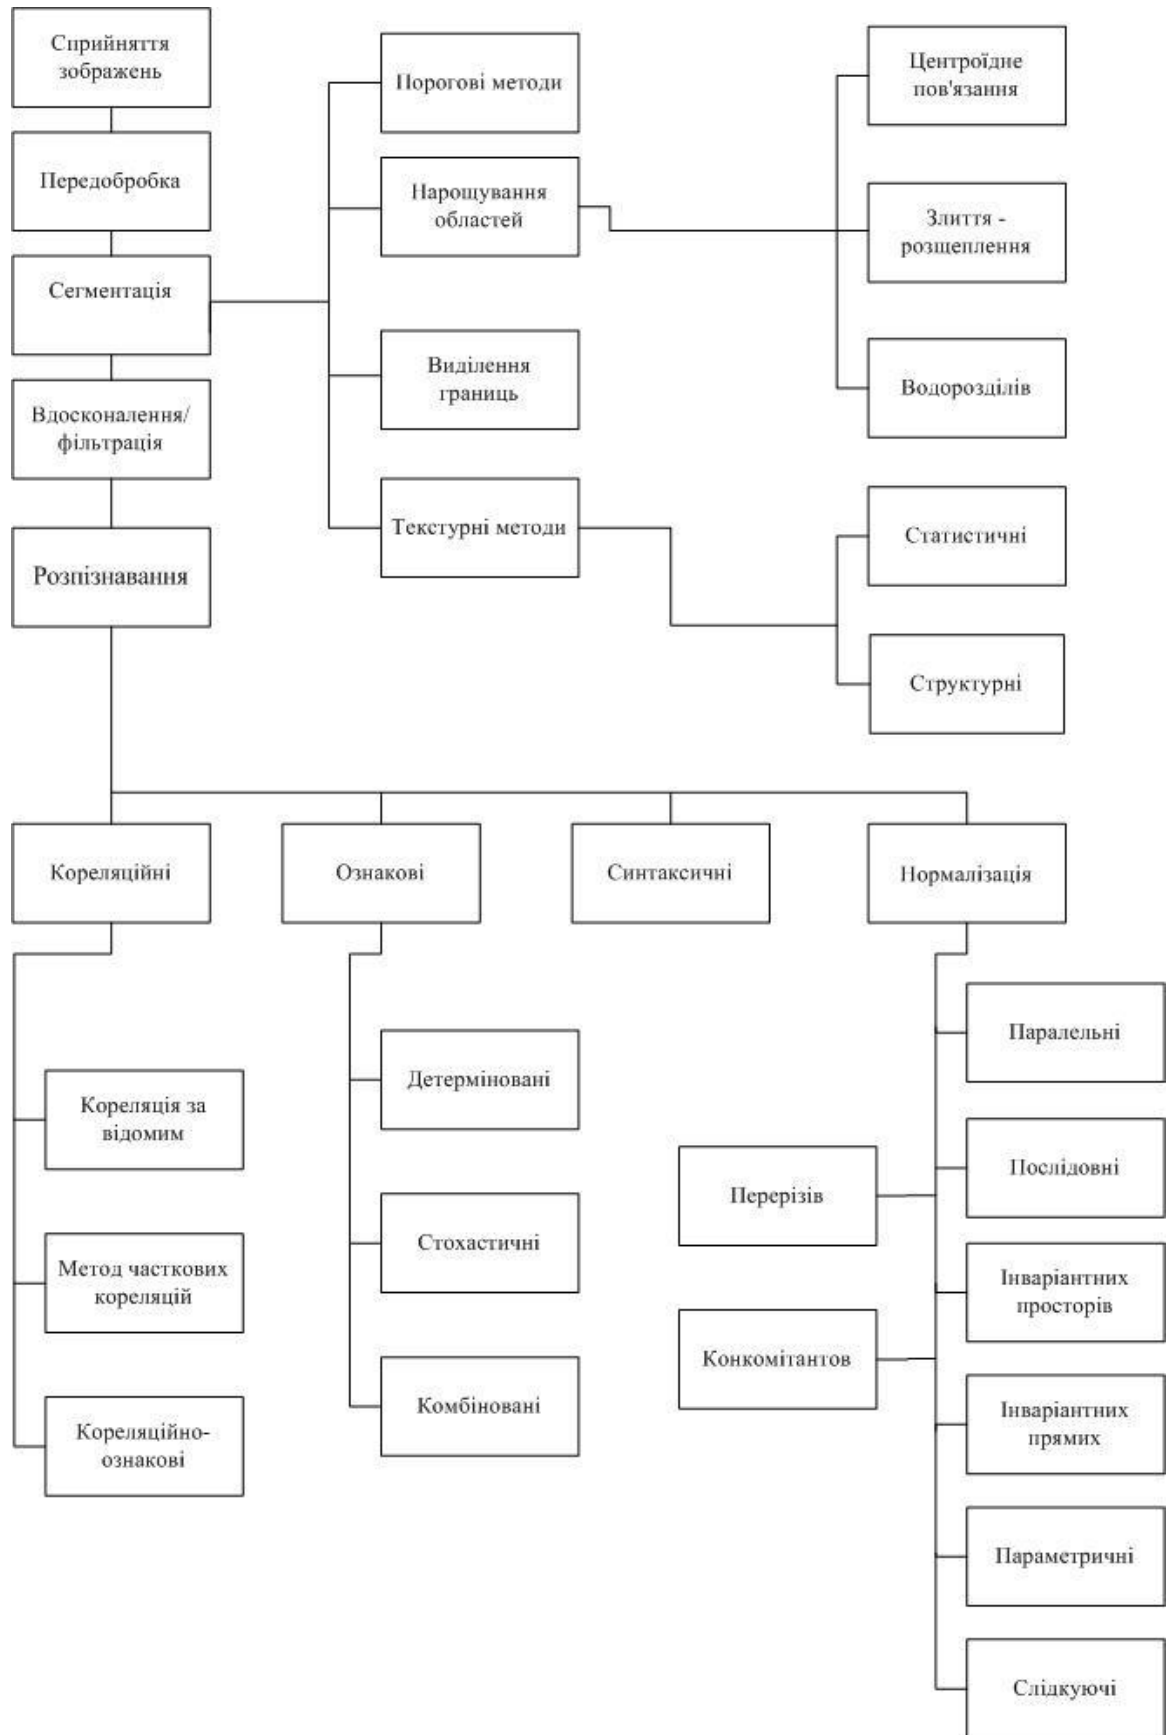 Сприйняття
зображень
Передобробка
Сегментація
Вдосконалення/
фільтрація
Розпізнавання
Порогові методи
Нарощування
областей
Виділення
границь
Текстурні методи
Центроїдне
пов'язання
Злиття -
розщеплення
Водорозділів
Статистичні
Структурні
Кореляційні
Ознакові
Синтаксичні
Нормалізація
Кореляція за
відомим
Метод часткових
кореляцій
Кореляційно-
ознакові
Детерміновані
Стохастичні
Комбіновані
Перерізів
Конкомітантов
Паралельні
Послідовні
Інваріантних
просторів
Інваріантних
прямих
Параметричні
Слідкуючі